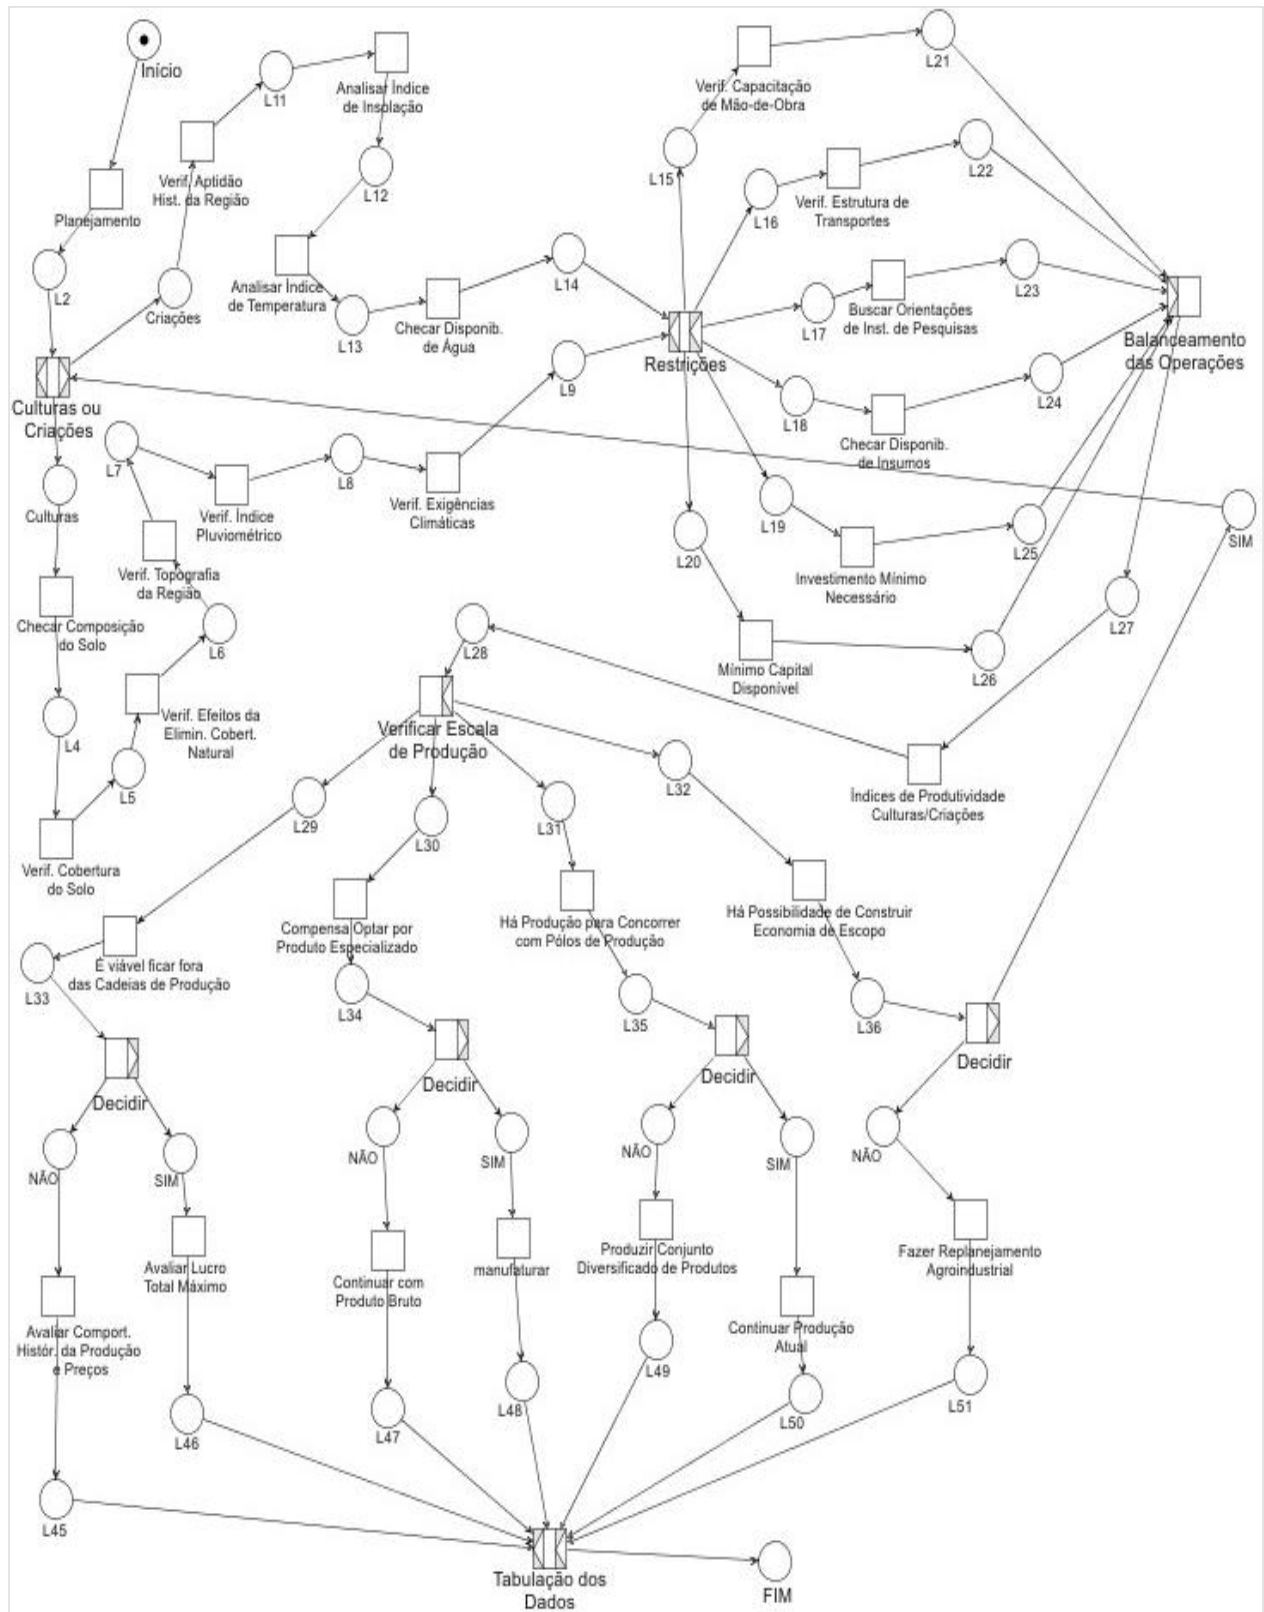 Início
L11
Analisar Índice
de Insolação
Verif. Aptidão
Hist. da Região
L12
Planejamento
L2
Criações
Analisar Índice
de Temperatura
L13
Checar Disponib.
de Água
L14
Culturas ou
Criações
L7
L8
L9
Verif. Índice
Pluviométrico
Verif. Exigências
Climáticas
Culturas
Verif. Topografia
da Região
Checar Composição
do Solo
L6
L4
Verif. Efeitos da
Elimin. Cobert.
Natural
L5
Verif. Cobertura
do Solo
Verif. Capacitação
de Mão-de-Obra
L21
L15
L16
Verif. Estrutura de
Transportes
L22
L17
Buscar Orientações
de Inst. de Pesquisas
L23
Restrições
Balanceamento
das Operações
L18
Checar Disponib.
de Insumos
L24
L19
Investimento Mínimo
Necessário
L25
L20
Mínimo Capital
Disponível
L26
SIM
L27
L28
Verificar Escala
de Produção
Índices de Produtividade
Culturas/Criações
L29
L30
L31
L32
É viável ficar fora
das Cadeias de Produção
Compensa Optar por
Produto Especializado
Há Produção para Concorrer
com Pólos de Produção
Há Possibilidade de Construir
Economia de Escopo
L33
L34
L35
L36
Decidir
Decidir
Decidir
Decidir
NÃO
SIM
NÃO
SIM
NÃO
SIM
NÃO
Avaliar Comport.
Histór. da Produção
e Preços
Avaliar Lucro
Total Máximo
Continuar com
Produto Bruto
manufaturar
Produzir Conjunto
Diversificado de Produtos
Continuar Produção
Atual
Fazer Replanejamento
Agroindustrial
L45
L46
L47
L48
L49
L50
L51
Tabulação dos
Dados
FIM